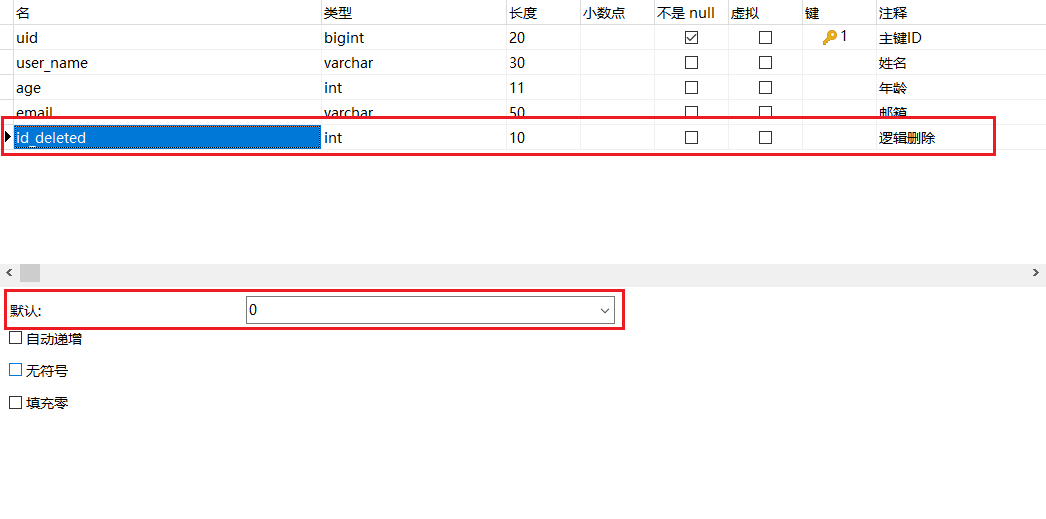 名 类型 长度 小数点 不是 null 虚拟 键 注释
uid bigint 20 1 主键ID
user_name varchar 30 姓名
age int 11 年龄
email varchar 50 邮箱
id_deleted int 10 逻辑删除
默认: 0
自动递增
无符号
填充零